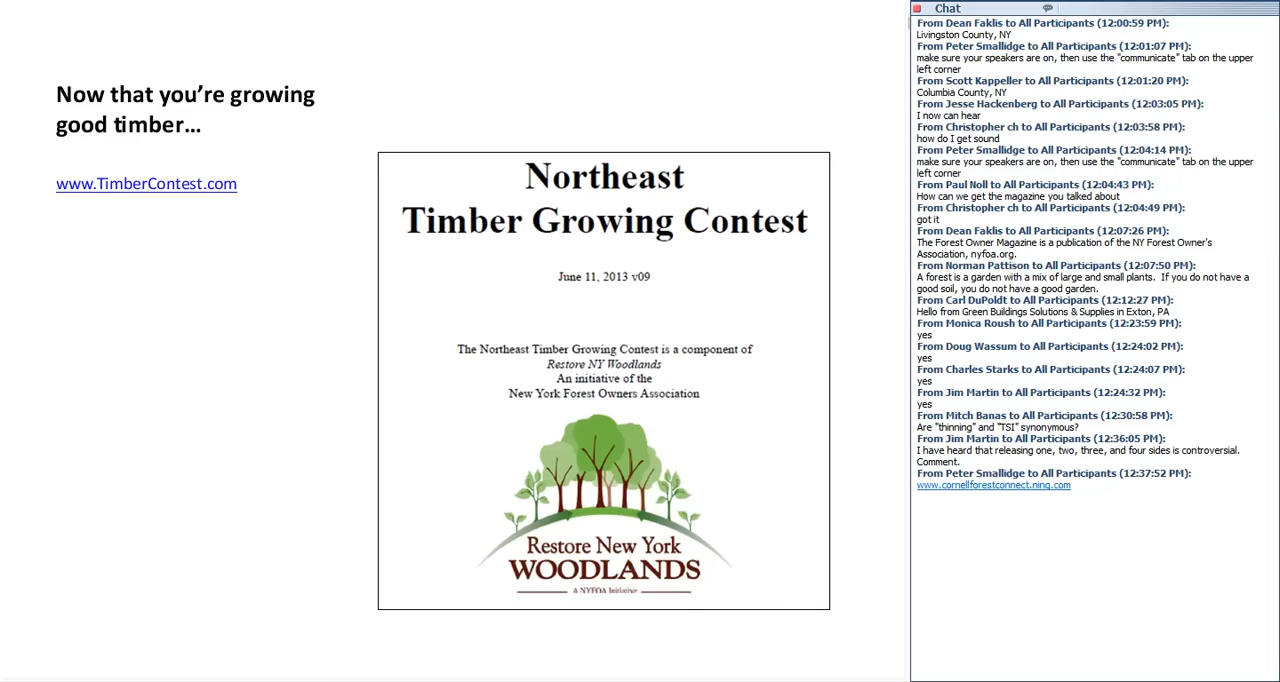 Now that you’re growing
good timber…
www.TimberContest.com
Northeast
Timber Growing Contest
June 11, 2013 v09
The Northeast Timber Growing Contest is a component of
Restore NY Woodlands
An initiative of the
New York Forest Owners Association
Restore New York
WOODLANDS
A NYFOA Initiative
Chat
From Dean Faklis to All Participants (12:00:59 PM):
Livingston County, NY
From Peter Smallidge to All Participants (12:01:07 PM):
make sure your speakers are on, then use the "communicate" tab on the upper
left corner
From Scott Kappeller to All Participants (12:01:20 PM):
Columbia County, NY
From Jesse Hackenberg to All Participants (12:03:05 PM):
I now can hear
From Christopher ch to All Participants (12:03:58 PM):
how do I get sound
From Peter Smallidge to All Participants (12:04:14 PM):
make sure your speakers are on, then use the "communicate" tab on the upper
left corner
From Paul Noll to All Participants (12:04:43 PM):
How can we get the magazine you talked about
From Christopher ch to All Participants (12:04:49 PM):
got it
From Dean Faklis to All Participants (12:07:26 PM):
The Forest Owner Magazine is a publication of the NY Forest Owner's
Association, nyfoa.org.
From Norman Pattison to All Participants (12:07:50 PM):
A forest is a garden with a mix of large and small plants.  If you do not have a
good soil, you do not have a good garden.
From Carl DuPoldt to All Participants (12:12:27 PM):
Hello from Green Buildings Solutions & Supplies in Exton, PA
From Monica Roush to All Participants (12:23:59 PM):
yes
From Doug Wassum to All Participants (12:24:02 PM):
yes
From Charles Starks to All Participants (12:24:07 PM):
yes
From Jim Martin to All Participants (12:24:32 PM):
yes
From Mitch Banas to All Participants (12:30:58 PM):
Are "thinning" and "TSI" synonymous?
From Jim Martin to All Participants (12:36:05 PM):
I have heard that releasing one, two, three, and four sides is controversial.
Comment.
From Peter Smallidge to All Participants (12:37:52 PM):
www.cornellforestconnect.ning.com